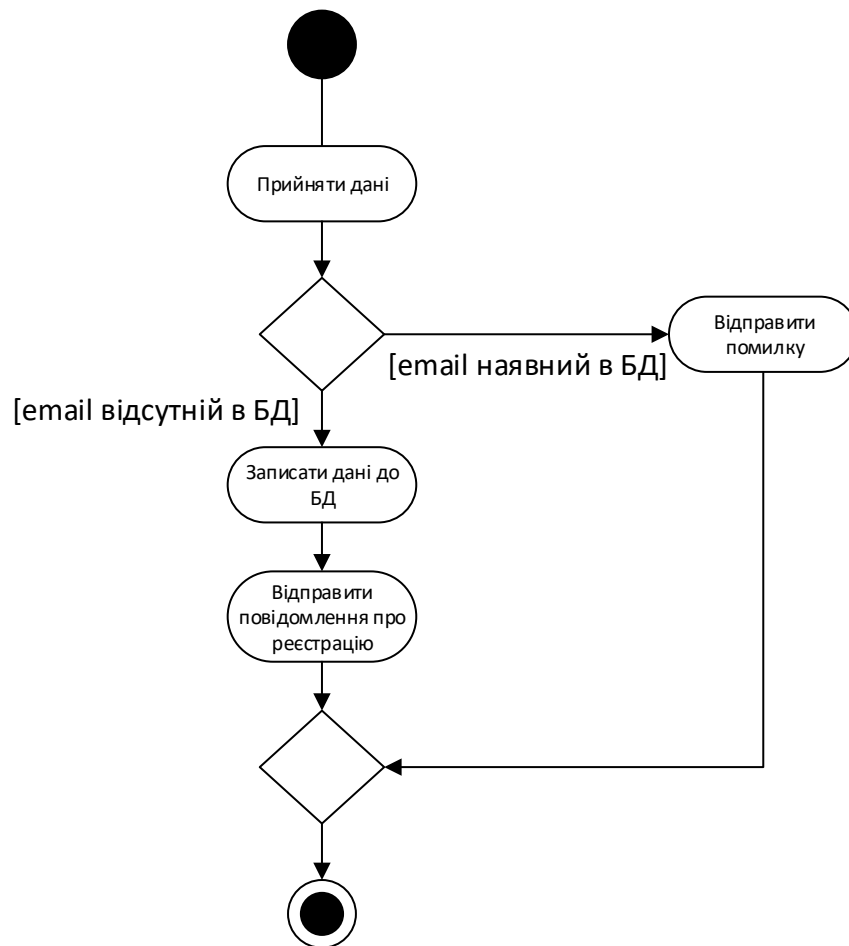 Прийняти дані
Відправити
помилку
[email наявний в БД]
[email відсутній в БД]
Записати дані до
БД
Відправити
повідомлення про
реєстрацію